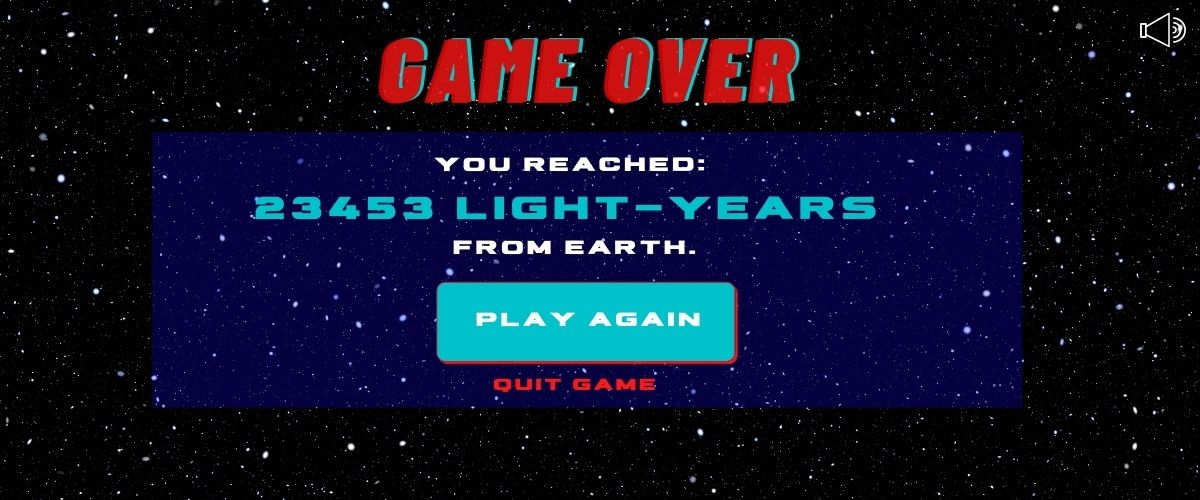 GAME OVER
YOU REACHED:
23453 LIGHT-YEARS
FROM EARTH.
PLAY AGAIN
QUIT GAME